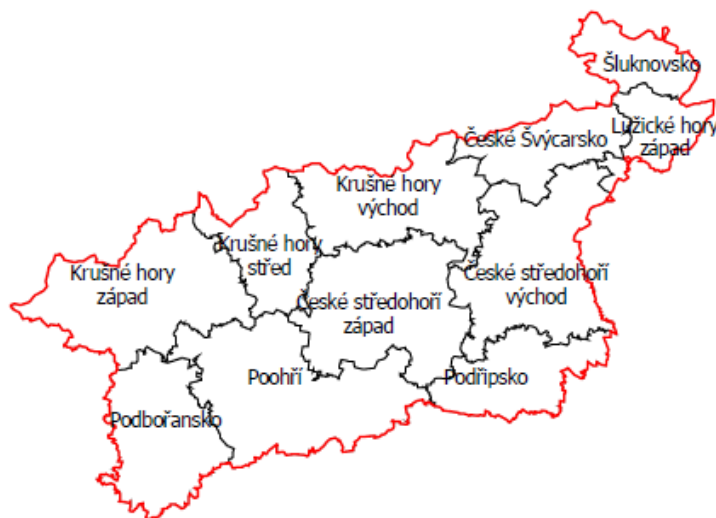 Šluknovsko
Lužické hory
západ
České Švýcarsko
Krušné hory
východ
Krušné hory
střed
Krušné hory
západ
České středohoří
východ
České středohoří
západ
Poohří
Podřipsko
Podbořansko